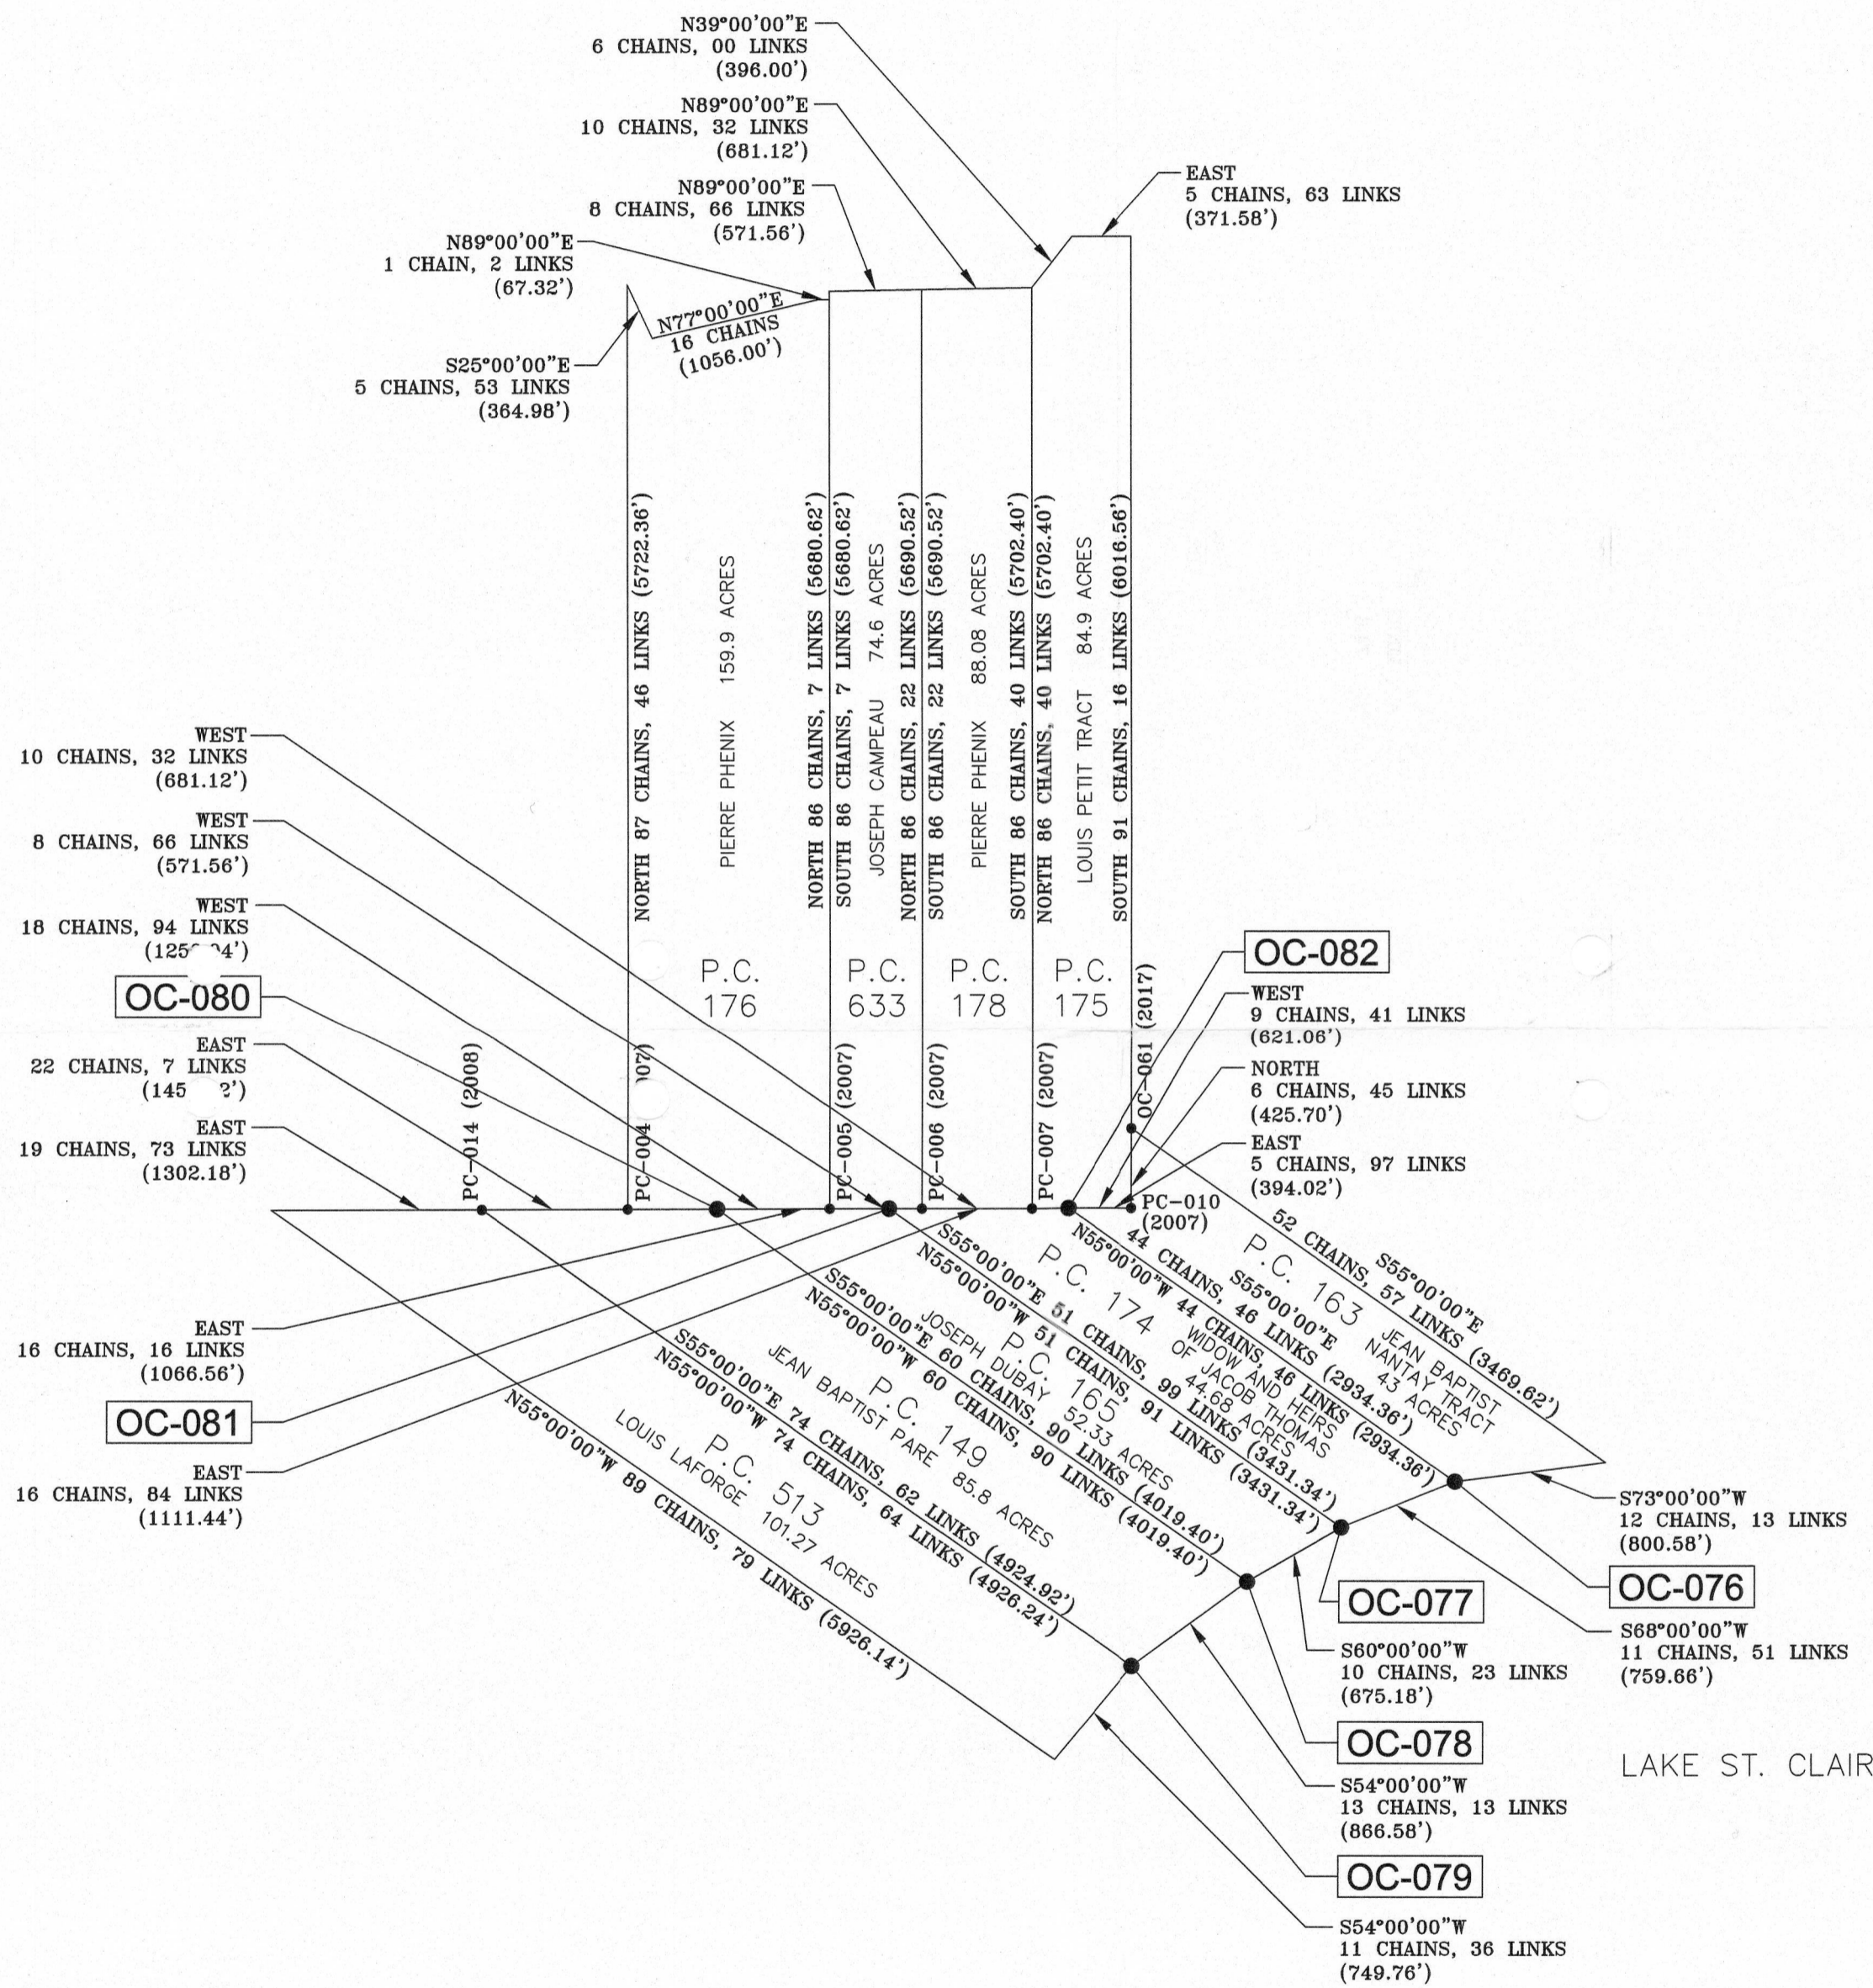 N39°00'00"E
6 CHAINS, 00 LINKS
(396.00')
N89°00'00"E
10 CHAINS, 32 LINKS
(681.12')
N89°00'00"E
8 CHAINS, 66 LINKS
(571.56')
N89°00'00"E
1 CHAIN, 2 LINKS
(67.32')
S25°00'00"E
5 CHAINS, 53 LINKS
(364.98')
N77°00'00"E
16 CHAINS
(1056.00')
EAST
5 CHAINS, 63 LINKS
(371.58')
NORTH 87 CHAINS, 46 LINKS (5722.36')
PIERRE PHENIX 159.9 ACRES
NORTH 86 CHAINS, 7 LINKS (5680.62')
SOUTH 86 CHAINS, 7 LINKS (5680.62')
JOSEPH CAMPEAU 74.6 ACRES
NORTH 86 CHAINS, 22 LINKS (5690.52')
SOUTH 86 CHAINS, 22 LINKS (5690.52')
PIERRE PHENIX 88.08 ACRES
SOUTH 86 CHAINS, 40 LINKS (5702.40')
NORTH 86 CHAINS, 40 LINKS (5702.40')
LOUIS PETIT TRACT 84.9 ACRES
SOUTH 91 CHAINS, 16 LINKS (6016.56')
P.C.
176
P.C.
633
P.C.
178
P.C.
175
WEST
10 CHAINS, 32 LINKS
(681.12')
WEST
8 CHAINS, 66 LINKS
(571.56')
WEST
18 CHAINS, 94 LINKS
OC-080
EAST
22 CHAINS, 7 LINKS
EAST
19 CHAINS, 73 LINKS
(1302.18')
PC-014 (2008)
PC-004
PC-005 (2007)
PC-006 (2007)
PC-007 (2007)
OC-061 (2017)
OC-082
WEST
9 CHAINS, 41 LINKS
(621.06')
NORTH
6 CHAINS, 45 LINKS
(425.70')
EAST
5 CHAINS, 97 LINKS
(394.02')
PC-010
(2007)
EAST
16 CHAINS, 16 LINKS
(1066.56')
OC-081
EAST
16 CHAINS, 84 LINKS
(1111.44')
S55°00'00"E
52 CHAINS, 57 LINKS (3469.62')
P.C. 163
JEAN BAPTIST
NANTAY TRACT
43 ACRES
S55°00'00"E
44 CHAINS, 46 LINKS (2934.36')
N55°00'00"W 44 CHAINS, 46 LINKS (2934.36')
P.C. 174
WIDOW AND HEIRS
OF JACOB THOMAS
44.68 ACRES
S55°00'00"E 51 CHAINS, 99 LINKS (3431.34')
N55°00'00"W 51 CHAINS, 91 LINKS (3431.34')
P.C. 165
JOSEPH DUBAY 52.33 ACRES
S55°00'00"E 60 CHAINS, 90 LINKS (4019.40')
N55°00'00"W 60 CHAINS, 90 LINKS (4019.40')
P.C. 149
JEAN BAPTIST PARE 85.8 ACRES
S55°00'00"E 74 CHAINS, 62 LINKS (4924.92')
N55°00'00"W 74 CHAINS, 64 LINKS (4926.24')
P.C. 513
LOUIS LAFORGE 101.27 ACRES
N55°00'00"W 89 CHAINS, 79 LINKS (5926.14')
S73°00'00"W
12 CHAINS, 13 LINKS
(800.58')
OC-076
S68°00'00"W
11 CHAINS, 51 LINKS
(759.66')
OC-077
S60°00'00"W
10 CHAINS, 23 LINKS
(675.18')
OC-078
S54°00'00"W
13 CHAINS, 13 LINKS
(866.58')
OC-079
S54°00'00"W
11 CHAINS, 36 LINKS
(749.76')
LAKE ST. CLAIR